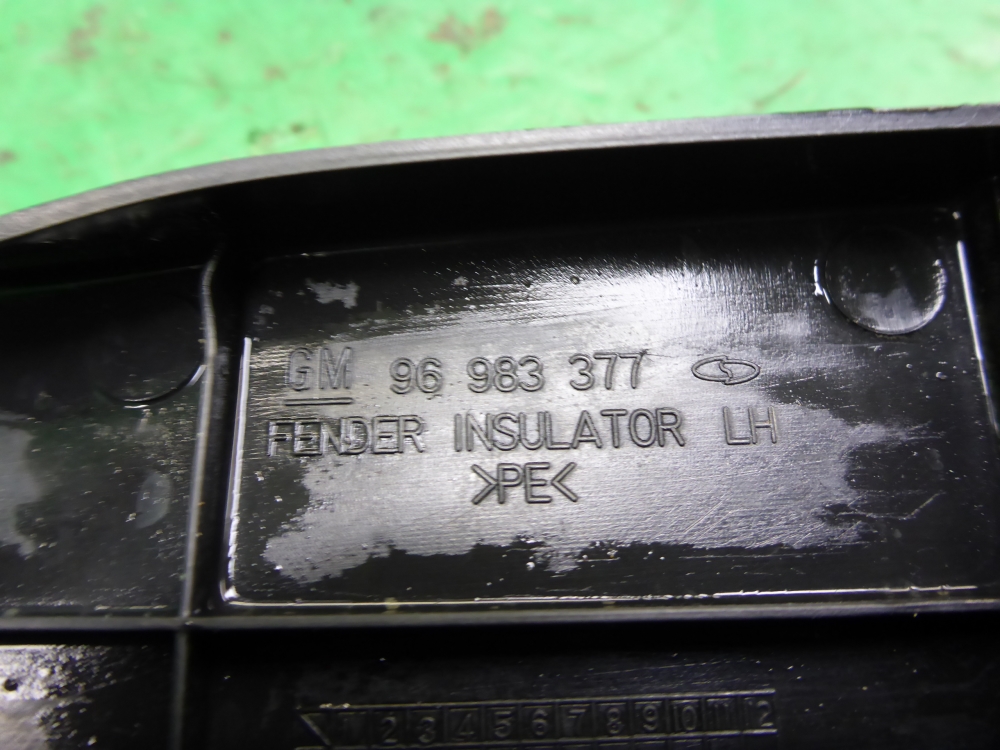 GM 96 983 377
FENDER INSULATOR LH
>PE<
1 2 3 4 5 6 7 8 9 10 11 12